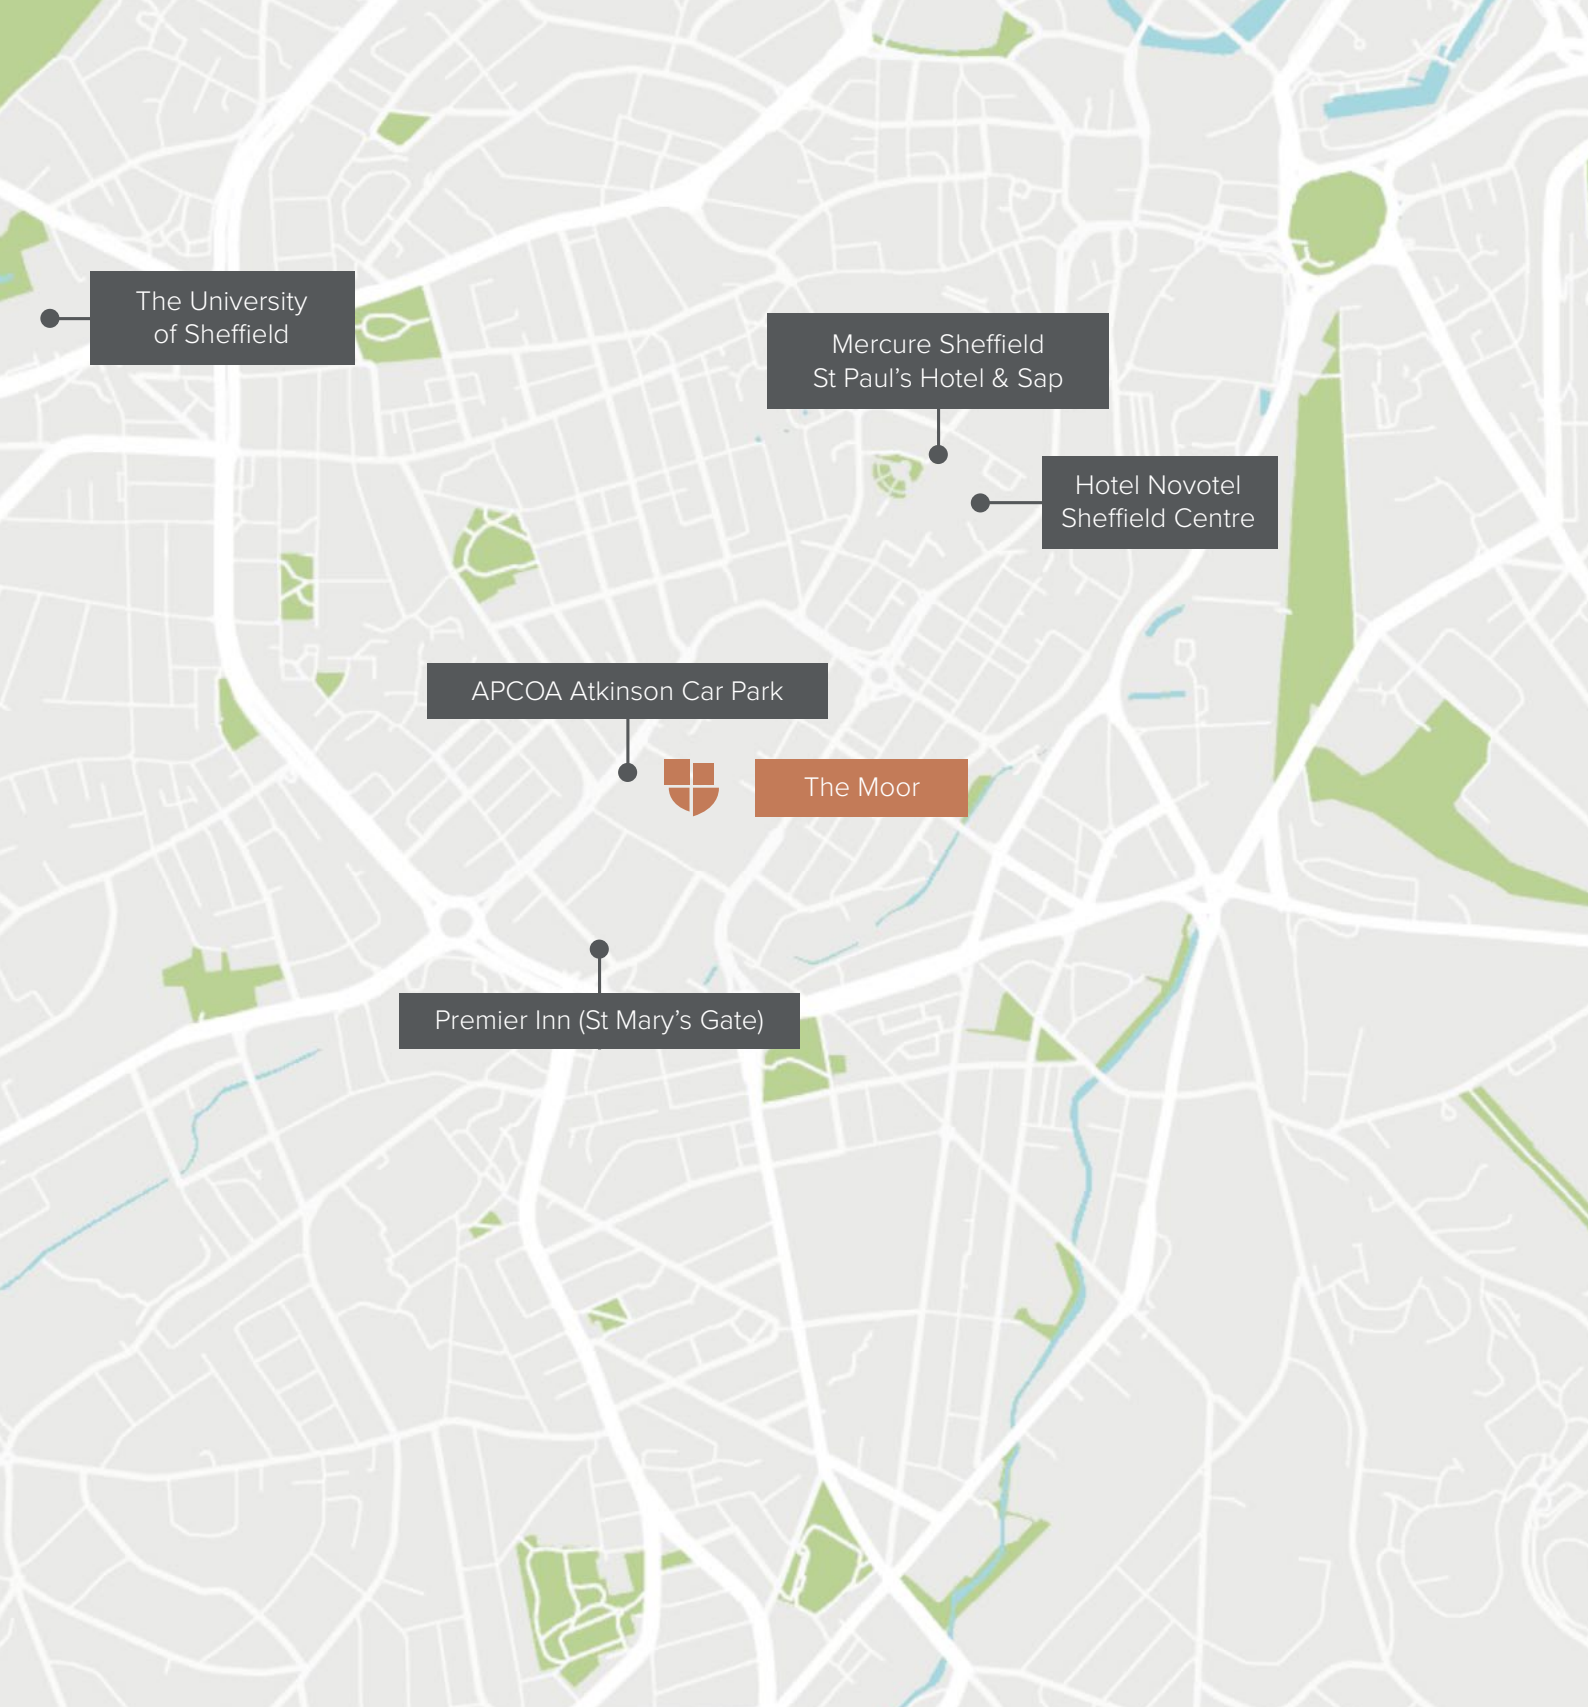 The University
of Sheffield
Mercure Sheffield
St Paul’s Hotel & Sap
Hotel Novotel
Sheffield Centre
APCOA Atkinson Car Park
The Moor
Premier Inn (St Mary’s Gate)